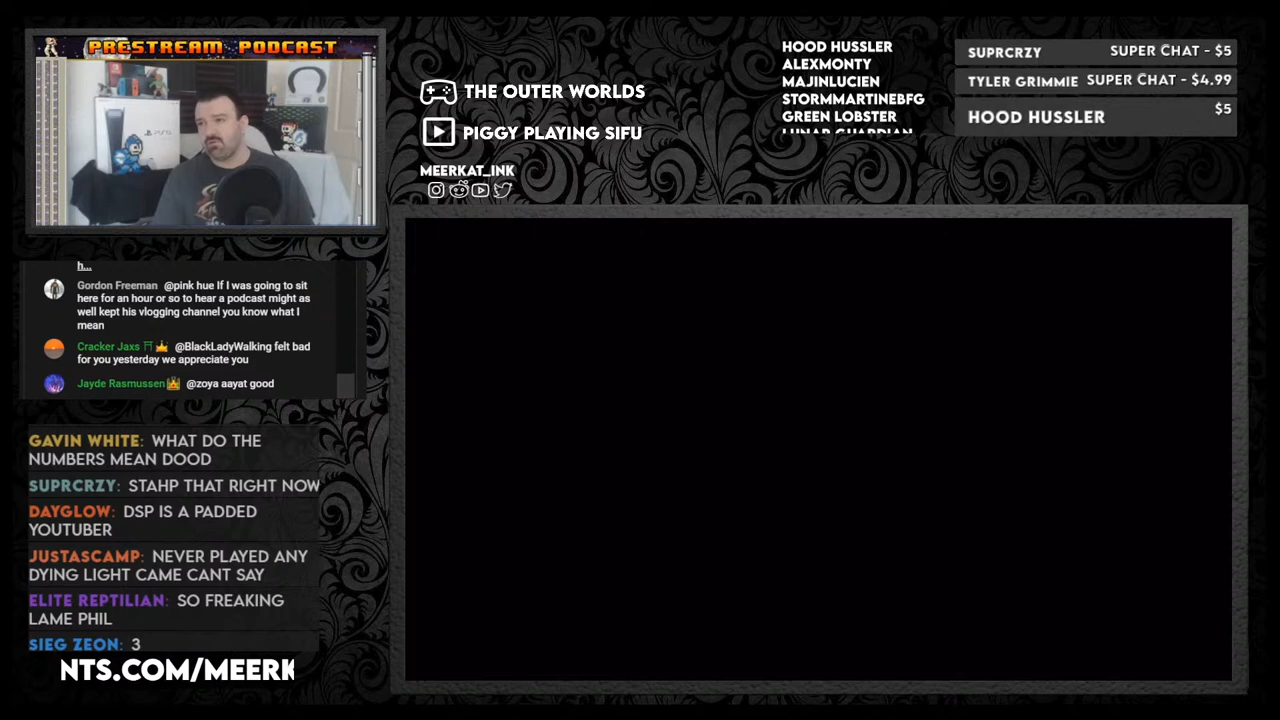 PRESTREAM PODCAST
THE OUTER WORLDS
PIGGY PLAYING SIFU
MEERKAT_INK
HOOD HUSSLER
ALEXMONTY
MAJINLUCIEN
STORMMARTINEBFG
GREEN LOBSTER
LUNAR GUARDIAN
SUPRCRZY SUPER CHAT - $5
TYLER GRIMMIE SUPER CHAT - $4.99
HOOD HUSSLER $5
h...
Gordon Freeman @pink hue If I was going to sit
here for an hour or so to hear a podcast might as
well kept his vlogging channel you know what I
mean
Cracker Jaxs @BlackLadyWalking felt bad
for you yesterday we appreciate you
Jayde Rasmussen @zoya aayat good
GAVIN WHITE: WHAT DO THE
NUMBERS MEAN DOOD
SUPRCRZY: STAHP THAT RIGHT NOW
DAYGLOW: DSP IS A PADDED
YOUTUBER
JUSTASCAMP: NEVER PLAYED ANY
DYING LIGHT CAME CANT SAY
ELITE REPTILIAN: SO FREAKING
LAME PHIL
SIEG ZEON: 3
NTS.COM/MEERK